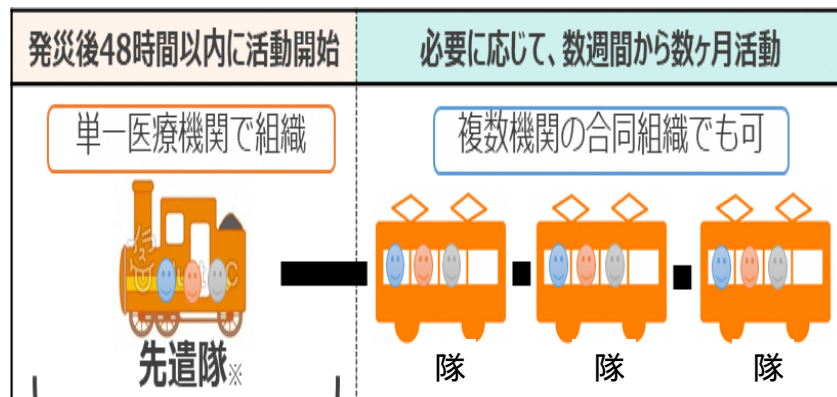 発災後48時間以内に活動開始
必要に応じて、数週間から数ヶ月活動
単一医療機関で組織
複数機関の合同組織でも可
先遣隊※
隊
隊
隊